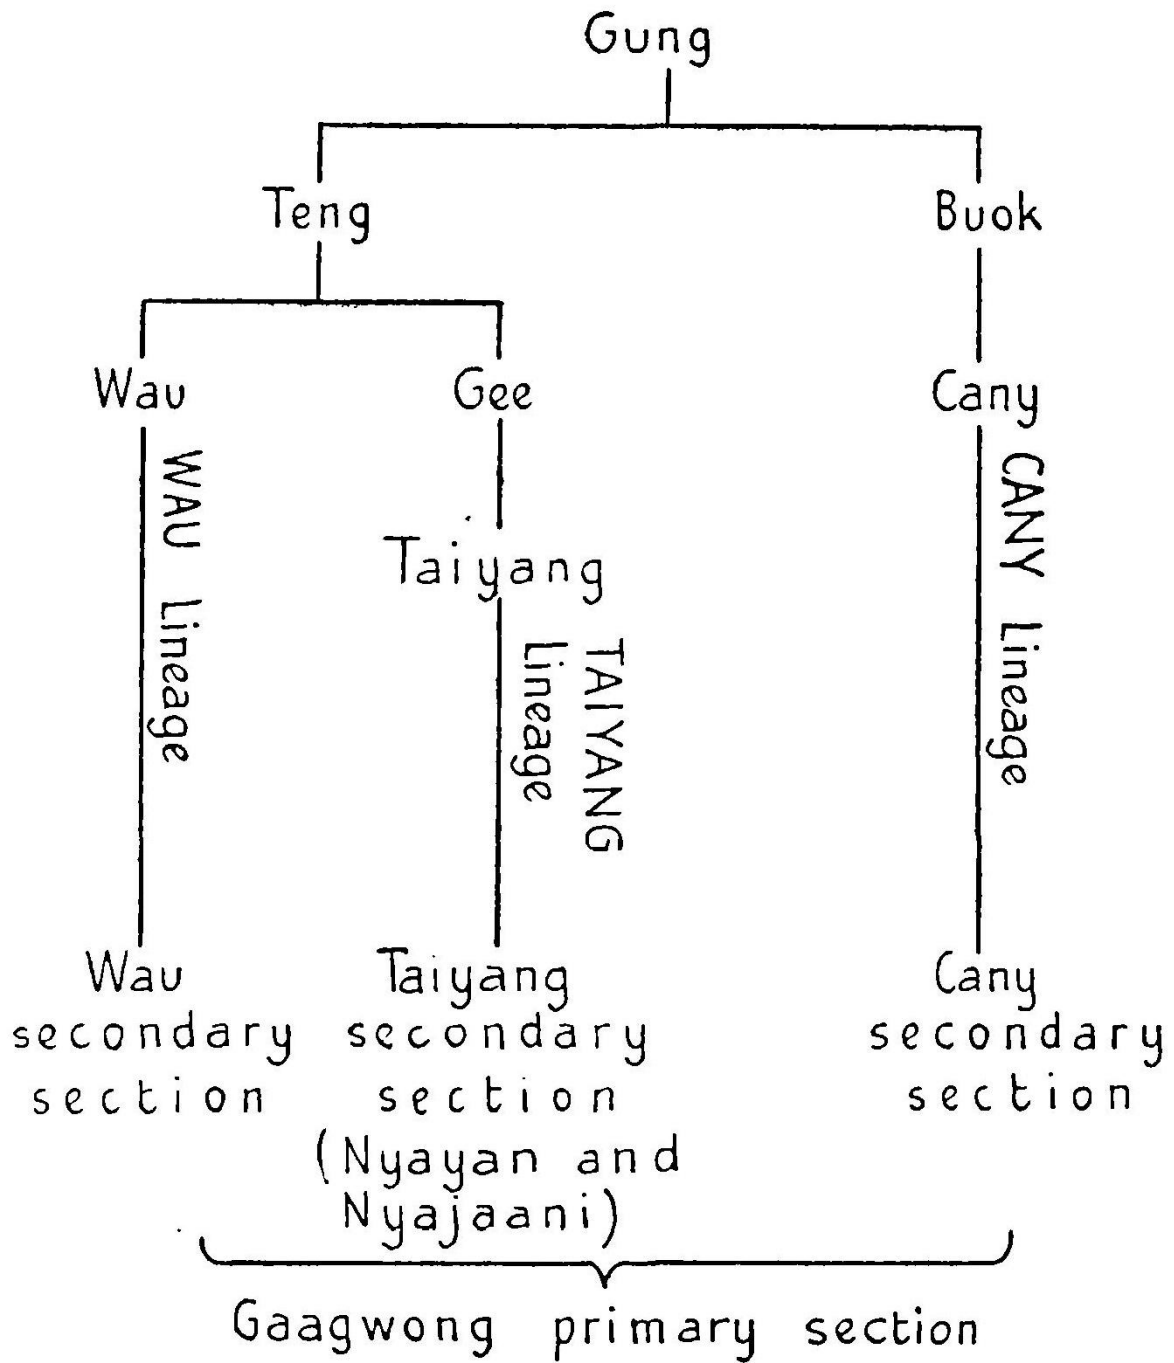 Gung
Teng
Buok
Wau
Gee
Cany
WAU Lineage
CANY Lineage
Taiyang
TAIYANG
Lineage
Wau
secondary
section
Taiyang
secondary
section
(Nyayan and
Nyajaani)
Cany
secondary
section
Gaagwong primary section